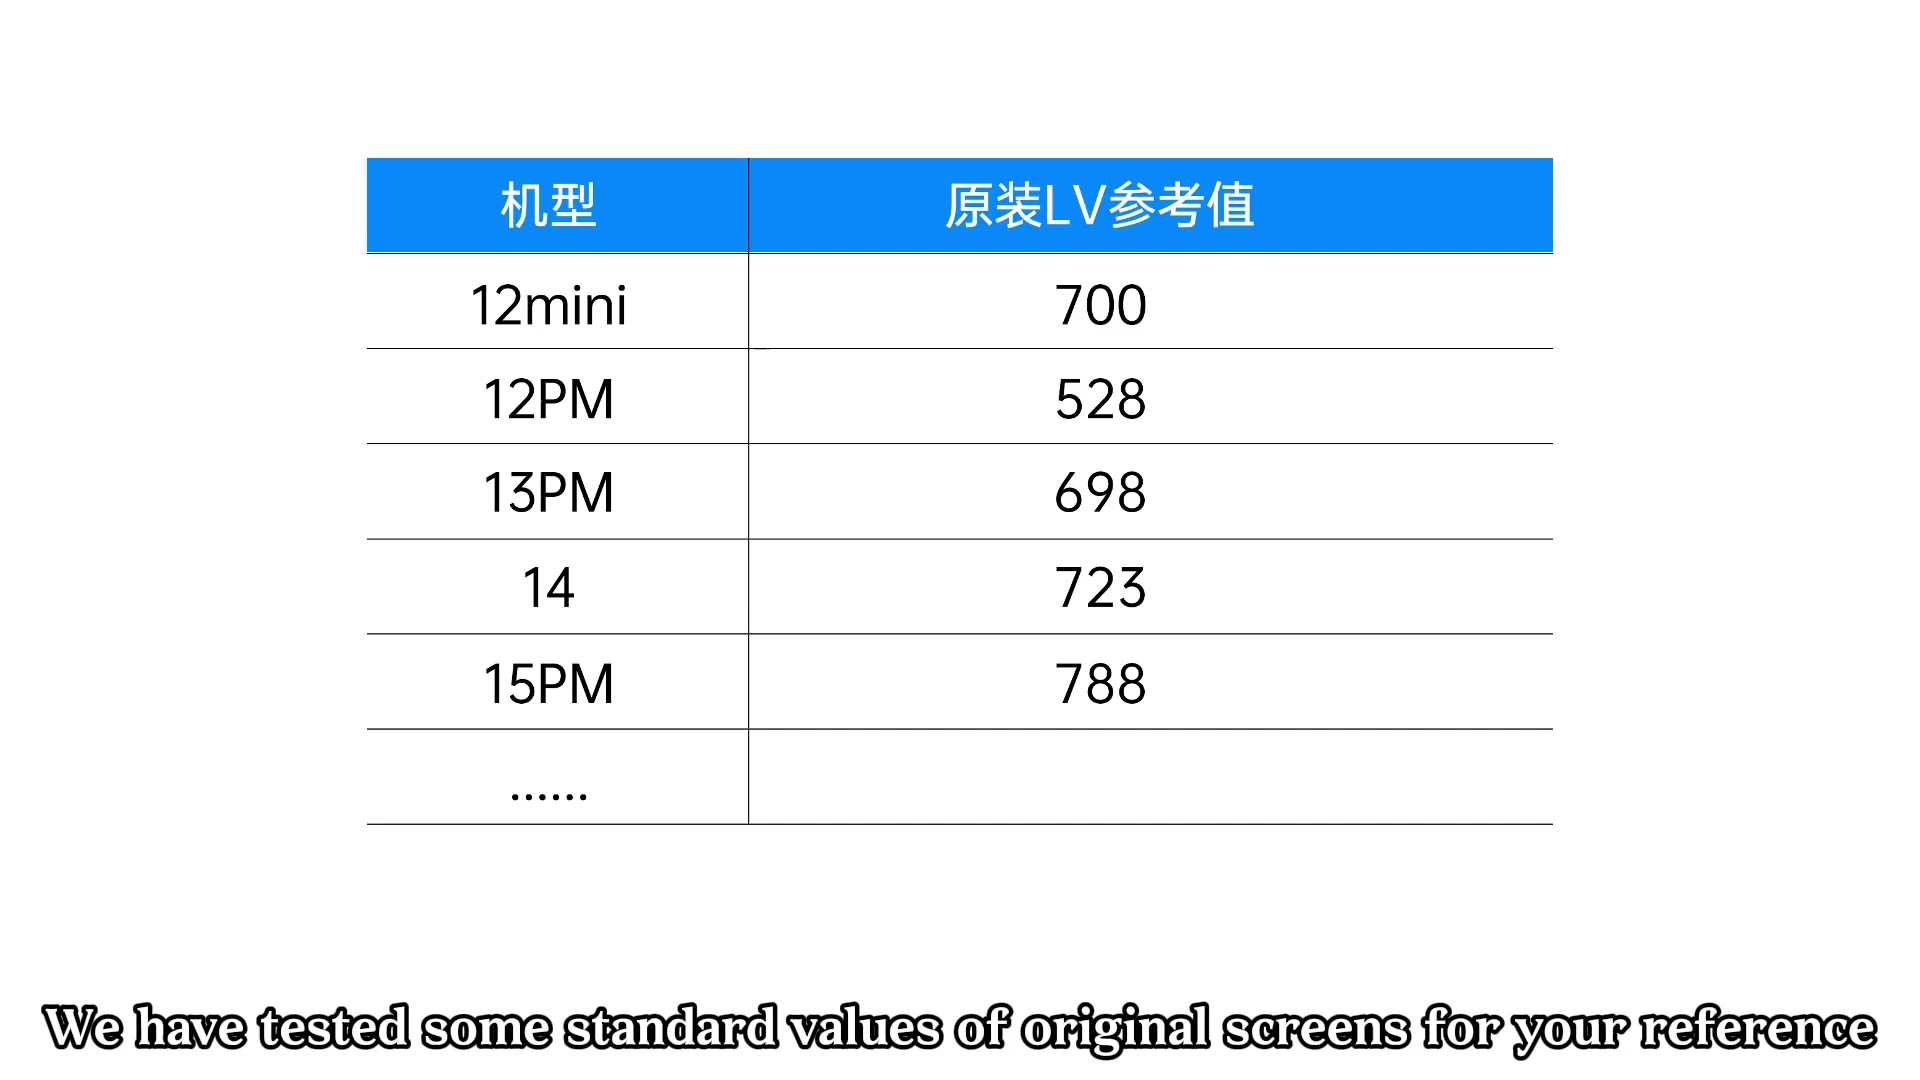 机型 原装LV参考值
12mini 700
12PM 528
13PM 698
14 723
15PM 788
......
We have tested some standard values of original screens for your reference